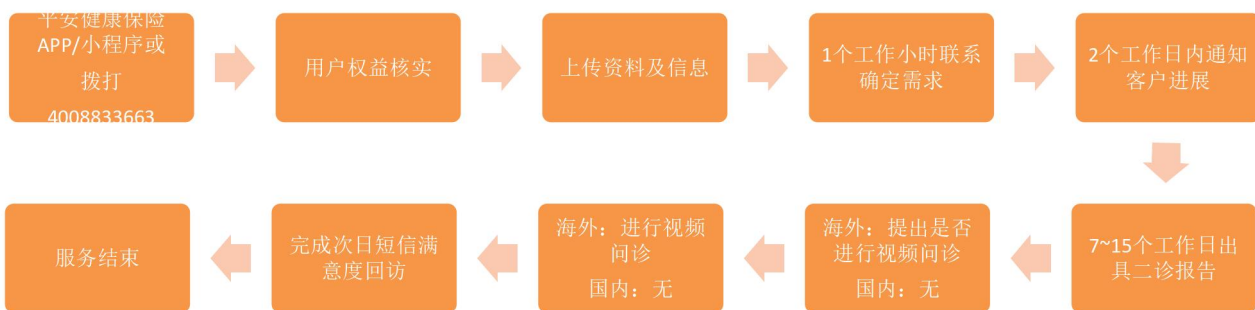 平安健康保险
APP/小程序或
拨打
4008833663
用户权益核实
上传资料及信息
1个工作小时联系
确定需求
2个工作日内通知
客户进展
7~15个工作日出
具二诊报告
海外：提出是否
进行视频问诊
国内：无
海外：进行视频
问诊
国内：无
完成次日短信满
意度回访
服务结束